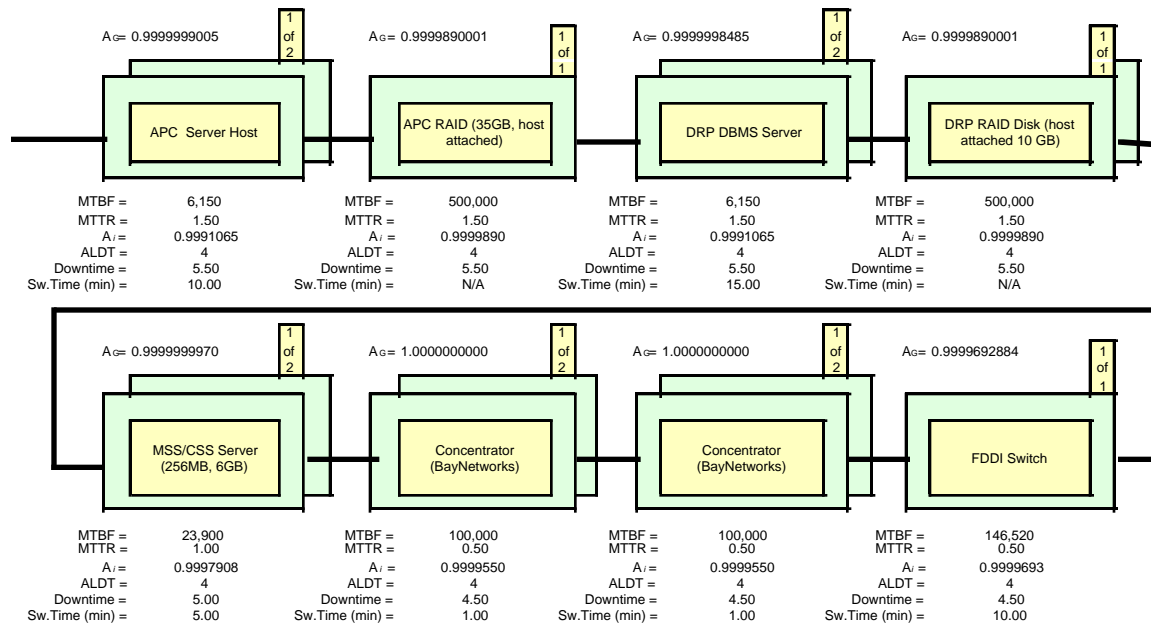 AG= 0.9999999005
1
of
2
AG= 0.9999890001
1
of
1
AG= 0.9999998485
1
of
2
AG= 0.9999890001
1
of
1
APC Server Host
APC RAID (35GB, host
attached)
DRP DBMS Server
DRP RAID Disk (host
attached 10 GB)
MTBF = 6,150 MTBF = 500,000 MTBF = 6,150 MTBF = 500,000
MTTR = 1.50 MTTR = 1.50 MTTR = 1.50 MTTR = 1.50
Ai = 0.9991065 Ai = 0.9999890 Ai = 0.9991065 Ai = 0.9999890
ALDT = 4 ALDT = 4 ALDT = 4 ALDT = 4
Downtime = 5.50 Downtime = 5.50 Downtime = 5.50 Downtime = 5.50
Sw.Time (min) = 10.00 Sw.Time (min) = N/A Sw.Time (min) = 15.00 Sw.Time (min) = N/A
AG= 0.9999999970
1
of
2
AG= 1.0000000000
1
of
2
AG= 1.0000000000
1
of
2
AG= 0.9999692884
1
of
1
MSS/CSS Server
(256MB, 6GB)
Concentrator
(BayNetworks)
Concentrator
(BayNetworks)
FDDI Switch
MTBF = 23,900 MTBF = 100,000 MTBF = 100,000 MTBF = 146,520
MTTR = 1.00 MTTR = 0.50 MTTR = 0.50 MTTR = 0.50
Ai = 0.9997908 Ai = 0.9999550 Ai = 0.9999550 Ai = 0.9999693
ALDT = 4 ALDT = 4 ALDT = 4 ALDT = 4
Downtime = 5.00 Downtime = 4.50 Downtime = 4.50 Downtime = 4.50
Sw.Time (min) = 5.00 Sw.Time (min) = 1.00 Sw.Time (min) = 1.00 Sw.Time (min) = 10.00